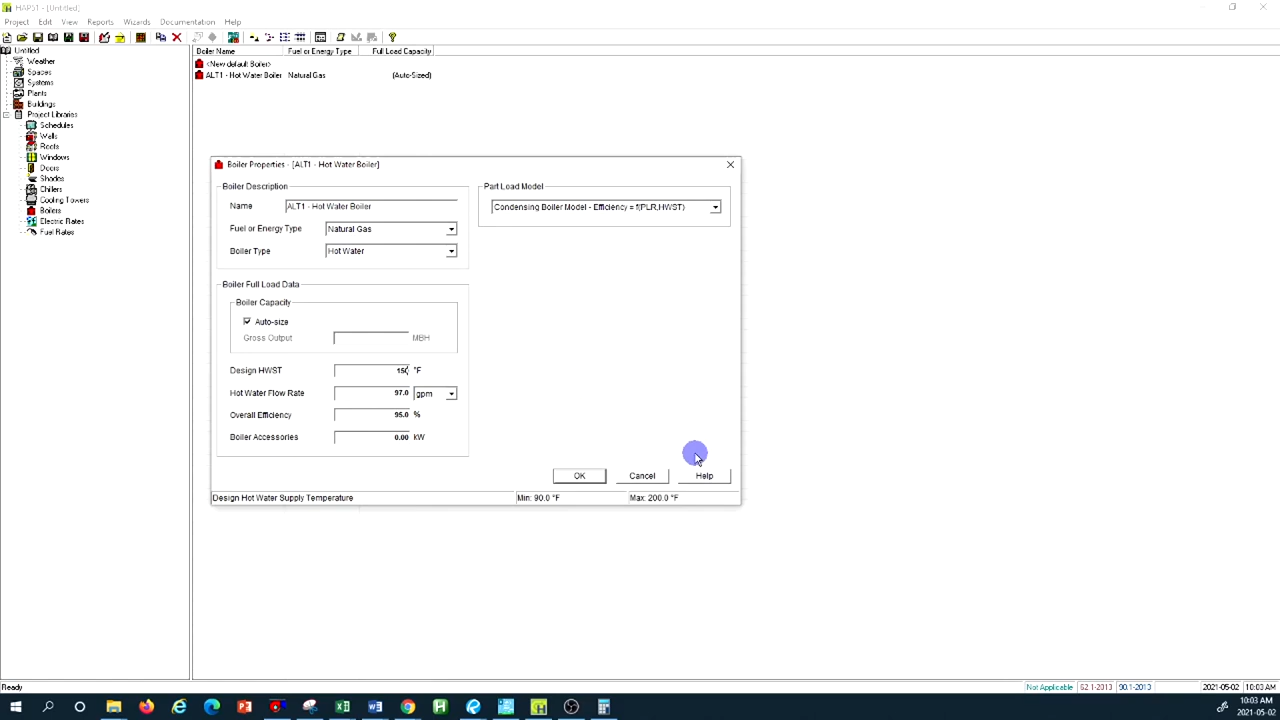 HAP51 - [Untitled]
Project Edit View Reports Wizards Documentation Help
Untitled
Weather
Spaces
Systems
Plants
Buildings
Project Libraries
Schedules
Walls
Roofs
Windows
Doors
Shades
Chillers
Cooling Towers
Boilers
Electric Rates
Fuel Rates
Boiler Name Fuel or Energy Type Full Load Capacity
<New default Boiler>
ALT1 - Hot Water Boiler Natural Gas (Auto-Sized)
Boiler Properties - [ALT1 - Hot Water Boiler]
Boiler Description
Name ALT1 - Hot Water Boiler
Fuel or Energy Type Natural Gas
Boiler Type Hot Water
Boiler Full Load Data
Boiler Capacity
Auto-size
Gross Output MBH
Design HWST 150 °F
Hot Water Flow Rate 97.0 gpm
Overall Efficiency 95.0 %
Boiler Accessories 0.00 kW
Part Load Model
Condensing Boiler Model - Efficiency = f(PLR,HWST)
OK Cancel Help
Design Hot Water Supply Temperature Min: 90.0 °F Max: 200.0 °F
Ready Not Applicable 62.1-2013 90.1-2013 2021-05-02 10:03 AM
10:03 AM
2021-05-02